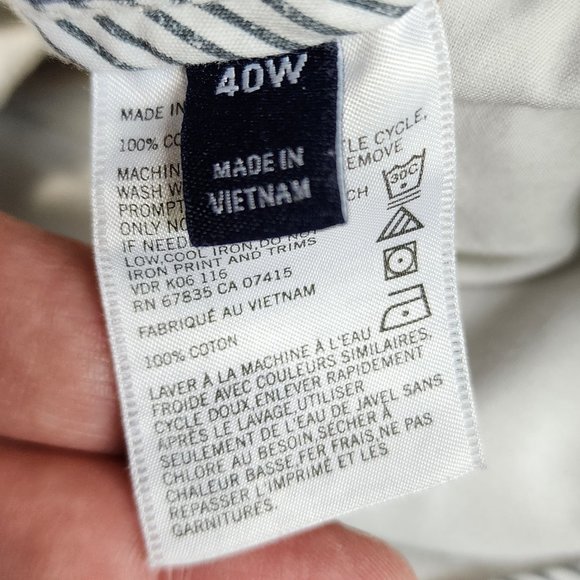 40W
MADE IN
VIETNAM
MADE IN
100% CO
LE CYCLE,
MACHIN
EMOVE
WASH W
PROMPT
CH
30C
ONLY NO
IF NEED
LOW,COOL IRON,DO NOT
IRON PRINT AND TRIMS
VDR K06 116
RN 67835 CA 07415
FABRIQUÉ AU VIETNAM
100% COTON
LAVER À LA MACHINE À L'EAU
FROIDE AVEC COULEURS SIMILAIRES,
CYCLE DOUX.ENLEVER RAPIDEMENT
APRÈS LE LAVAGE.UTILISER
SEULEMENT DE L'EAU DE JAVEL SANS
CHLORE AU BESOIN.SÉCHER À
CHALEUR BASSE,FER FRAIS,NE PAS
REPASSER L'IMPRIMÉ ET LES
GARNITURES.